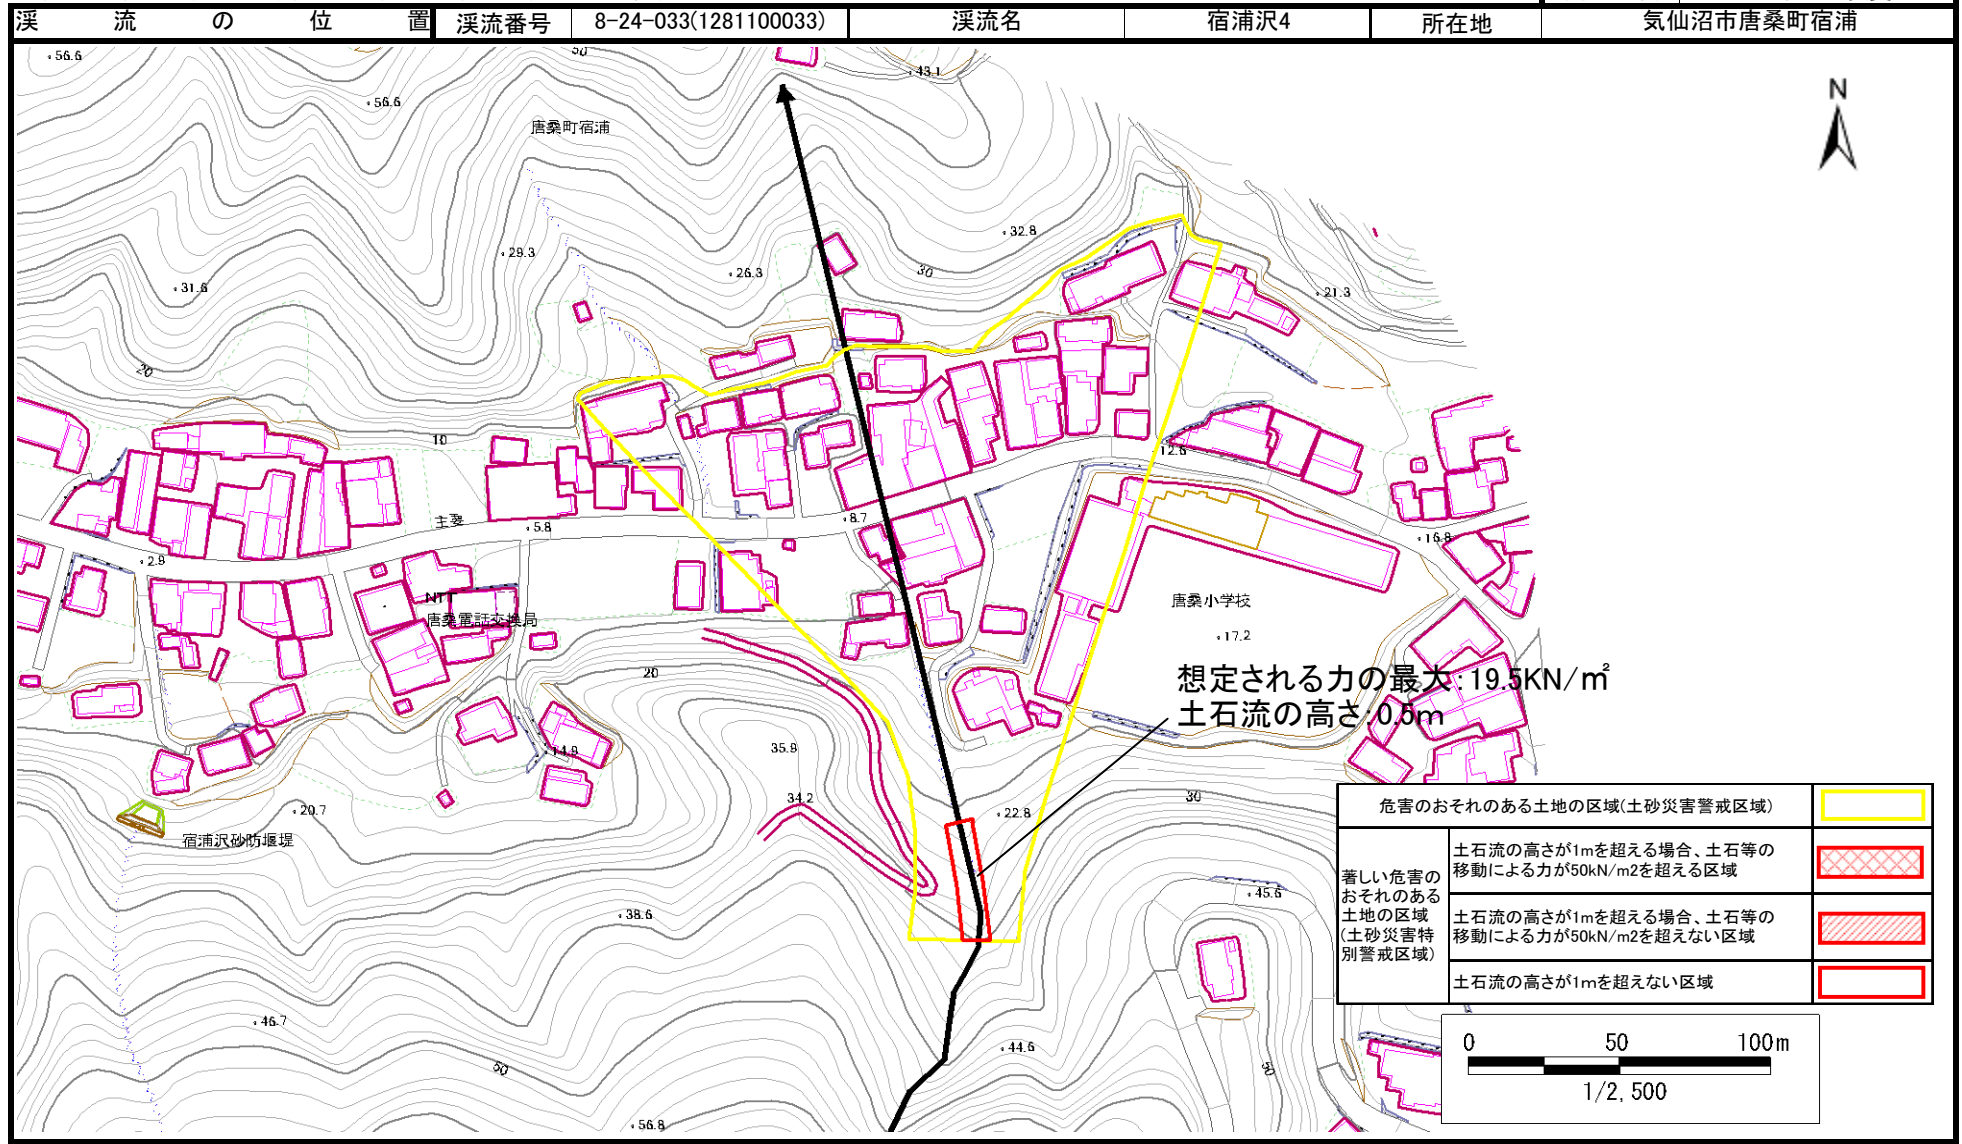 渓流の位置 渓流番号 8-24-033(1281100033) 渓流名 宿浦沢4 所在地 気仙沼市唐桑町宿浦
56.6
50
43.1
56.6
唐桑町宿浦
N
32.8
29.3
26.3
30
31.6
21.3
20
10
12.6
主要
5.8
8.7
16.8
2.9
NTT
唐桑電話交換局
唐桑小学校
17.2
20
想定される力の最大:19.5KN/㎡
土石流の高さ:0.5m
35.9
14.9
34.2
30
20.7
22.8
宿浦沢砂防堰堤
38.6
45.6
46.7
44.6
50
50
56.8
危害のおそれのある土地の区域(土砂災害警戒区域)
著しい危害の
おそれのある
土地の区域
(土砂災害特
別警戒区域)
土石流の高さが1mを超える場合、土石等の
移動による力が50kN/m2を超える区域
土石流の高さが1mを超える場合、土石等の
移動による力が50kN/m2を超えない区域
土石流の高さが1mを超えない区域
0 50 100m
1/2,500